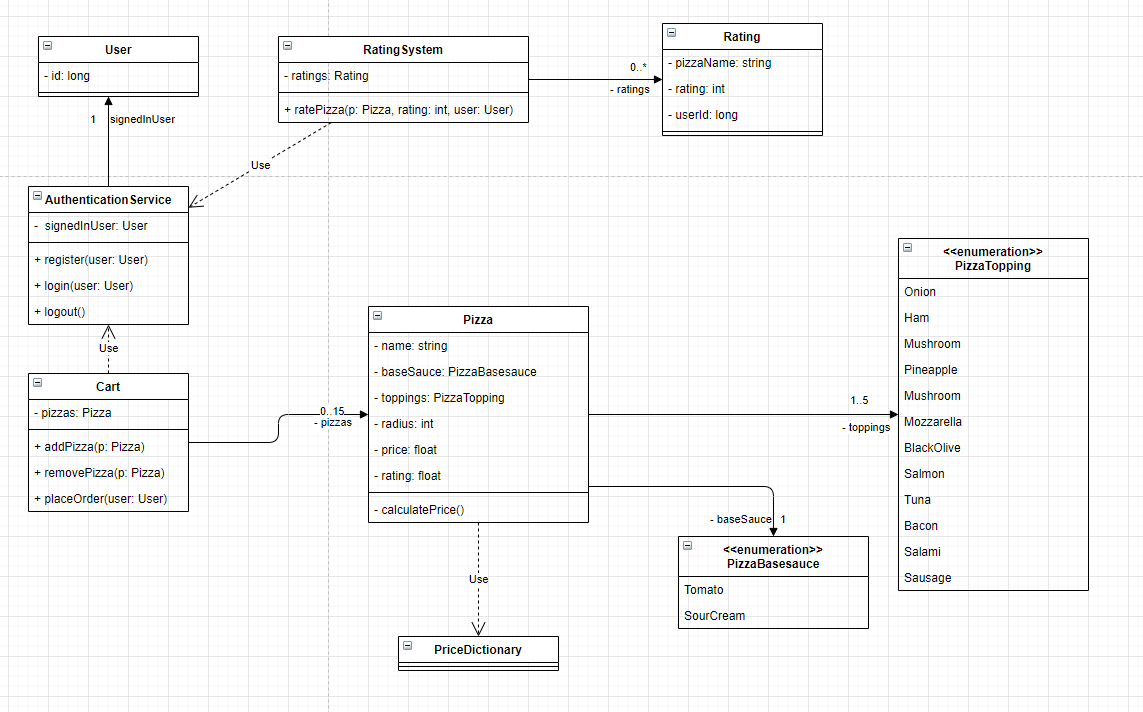 User
- id: long
1
signedInUser
RatingSystem
- ratings: Rating
+ ratePizza(p: Pizza, rating: int, user: User)
0..*
- ratings
Rating
- pizzaName: string
- rating: int
- userId: long
Use
AuthenticationService
- signedInUser: User
+ register(user: User)
+ login(user: User)
+ logout()
Use
Cart
- pizzas: Pizza
+ addPizza(p: Pizza)
+ removePizza(p: Pizza)
+ placeOrder(user: User)
0..15
- pizzas
Pizza
- name: string
- baseSauce: PizzaBasesauce
- toppings: PizzaTopping
- radius: int
- price: float
- rating: float
- calculatePrice()
1..5
- toppings
<<enumeration>>
PizzaTopping
Onion
Ham
Mushroom
Pineapple
Mushroom
Mozzarella
BlackOlive
Salmon
Tuna
Bacon
Salami
Sausage
- baseSauce
1
<<enumeration>>
PizzaBasesauce
Tomato
SourCream
Use
PriceDictionary